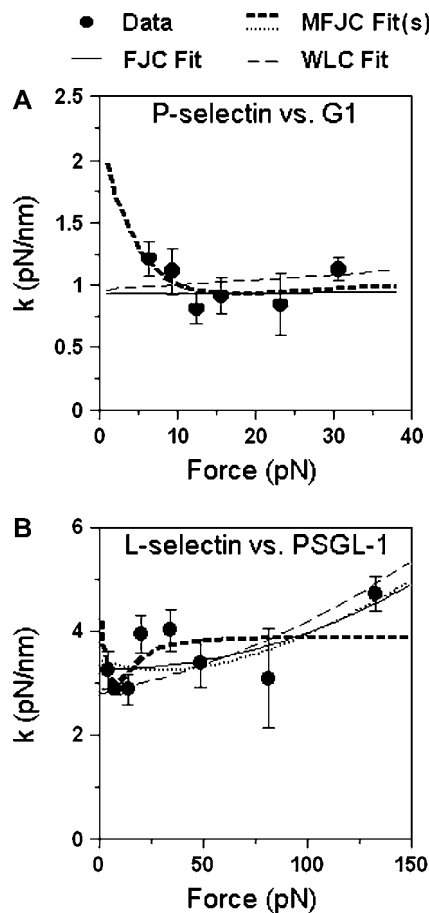 Data
MFJC Fit(s)
FJC Fit
WLC Fit
A
P-selectin vs. G1
2.5
2
1.5
1
0.5
0
k (pN/nm)
0 10 20 30 40
Force (pN)
B
L-selectin vs. PSGL-1
6
4
2
0
k (pN/nm)
0 50 100 150
Force (pN)